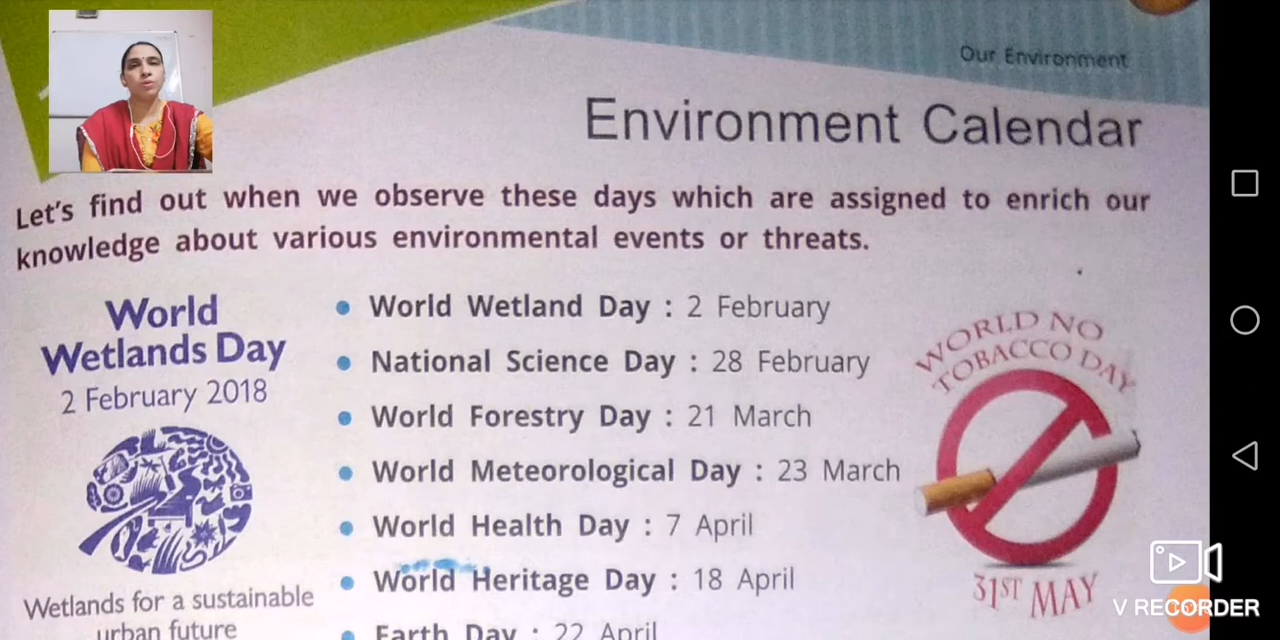 Our Environment
Environment Calendar
Let's find out when we observe these days which are assigned to enrich our
knowledge about various environmental events or threats.
World
Wetlands Day
2 February 2018
Wetlands for a sustainable
urban future
• World Wetland Day : 2 February
• National Science Day : 28 February
• World Forestry Day : 21 March
• World Meteorological Day : 23 March
• World Health Day : 7 April
• World Heritage Day : 18 April
• Earth Day : 22 April
WORLD NO
TOBACCO DAY
31ST MAY
V RECORDER